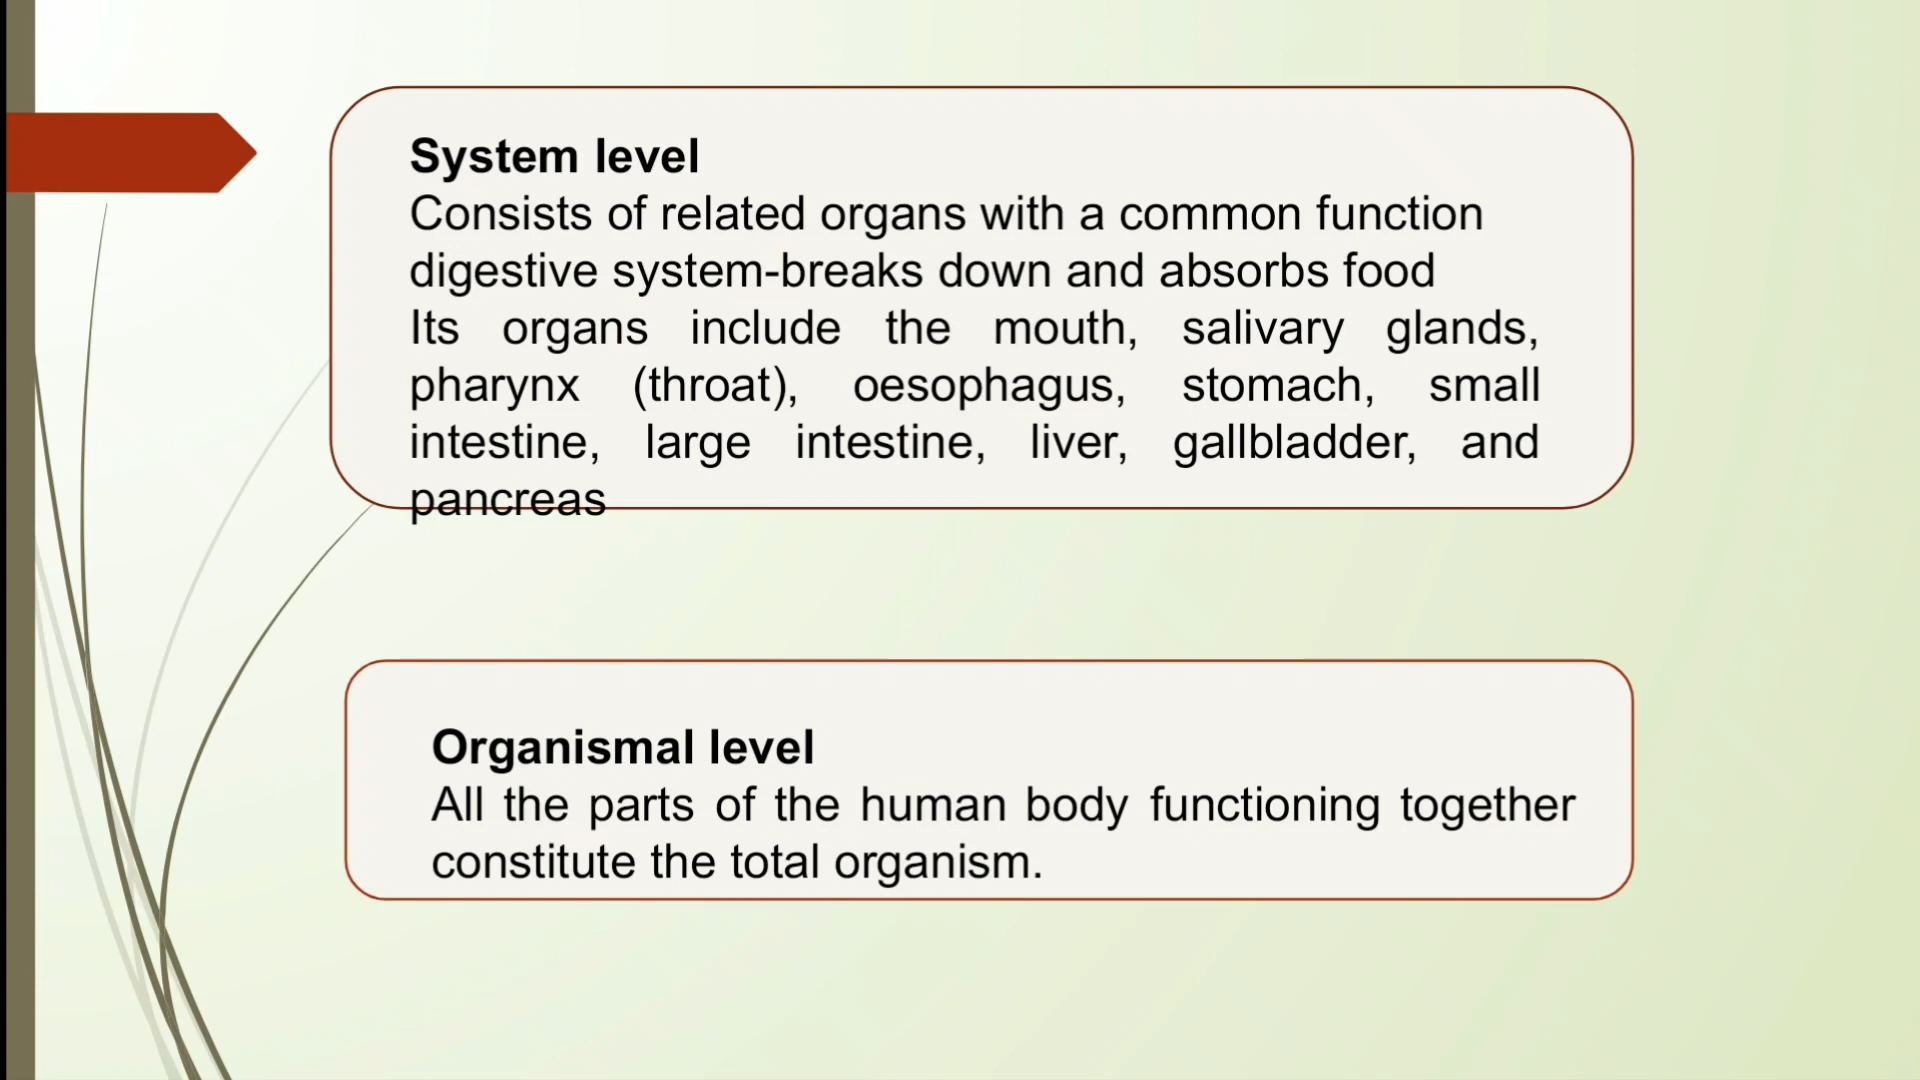 System level
Consists of related organs with a common function
digestive system-breaks down and absorbs food
Its organs include the mouth, salivary glands,
pharynx (throat), oesophagus, stomach, small
intestine, large intestine, liver, gallbladder, and
pancreas
Organismal level
All the parts of the human body functioning together
constitute the total organism.